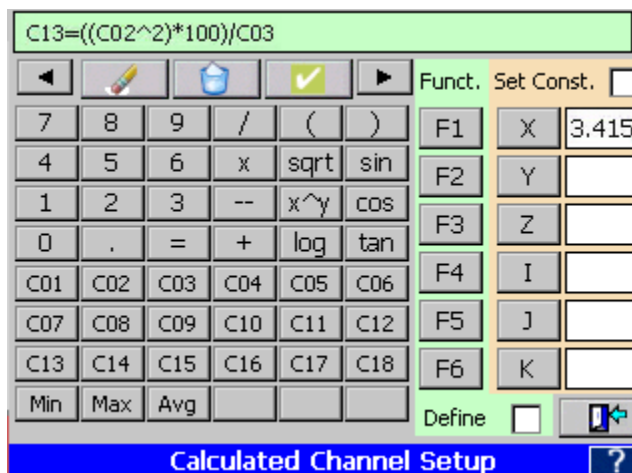 C13=((C02^2)*100)/C03
Funct. Set Const.
7 8 9 / ( ) F1 X 3.415
4 5 6 x sqrt sin F2 Y
1 2 3 -- x^y cos F3 Z
0 . = + log tan F4 I
C01 C02 C03 C04 C05 C06
C07 C08 C09 C10 C11 C12 F5 J
C13 C14 C15 C16 C17 C18 F6 K
Min Max Avg
Define
Calculated Channel Setup ?